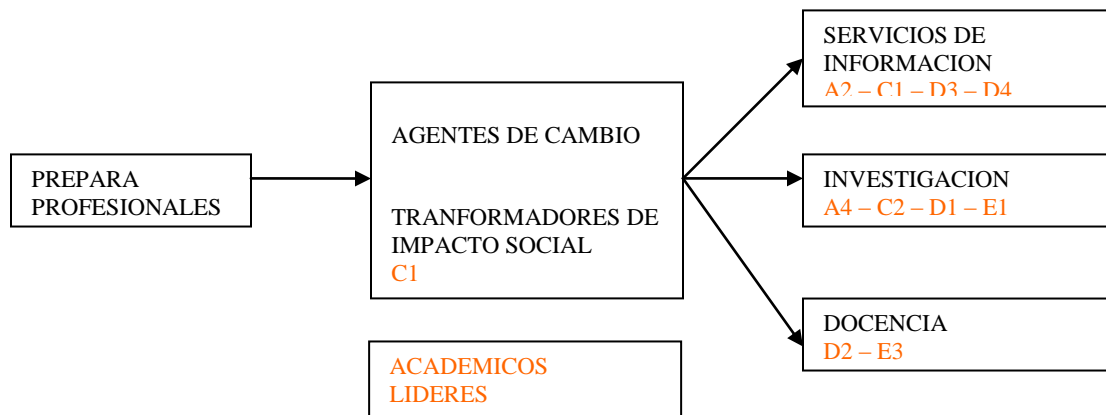 PREPARA
PROFESIONALES
AGENTES DE CAMBIO
TRANFORMADORES DE
IMPACTO SOCIAL
C1
ACADEMICOS
LIDERES
SERVICIOS DE
INFORMACION
A2 – C1 – D3 – D4
INVESTIGACION
A4 – C2 – D1 – E1
DOCENCIA
D2 – E3